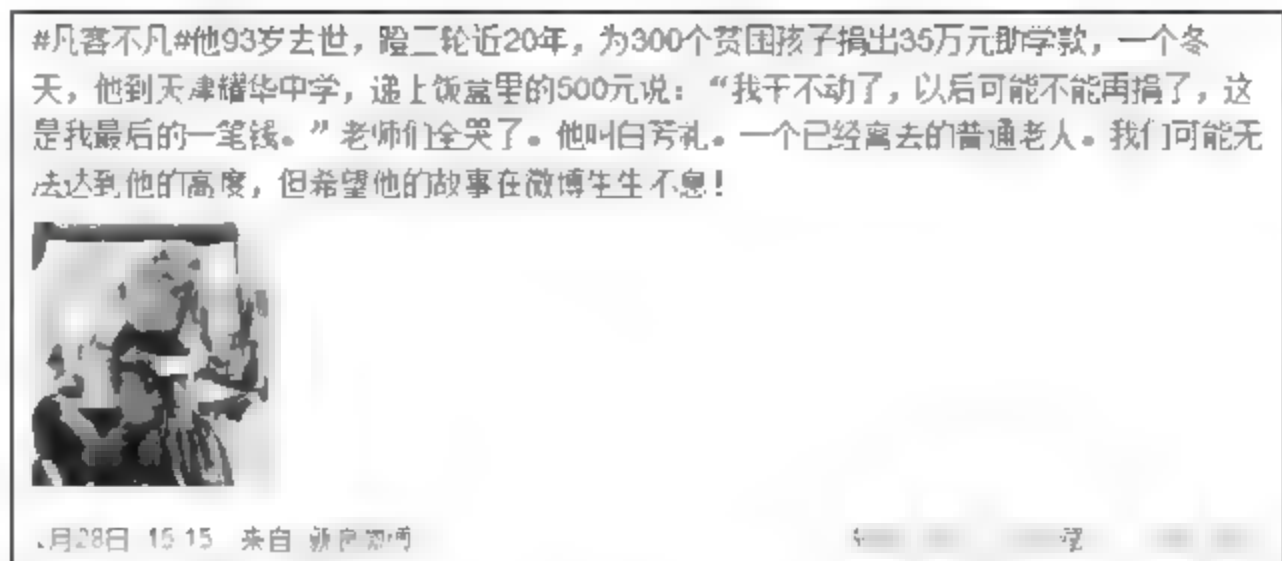 #凡客不凡#他93岁去世，蹬三轮近20年，为300个贫困孩子捐出35万元助学款，一个冬
天，他到天津耀华中学，递上饭盒里的500元说：“我干不动了，以后可能不能再捐了，这
是我最后的一笔钱。”老师们全哭了。他叫白芳礼。一个已经离去的普通老人。我们可能无
法达到他的高度，但希望他的故事在微博生生不息！
月28日 15 15 来自 新浪微博